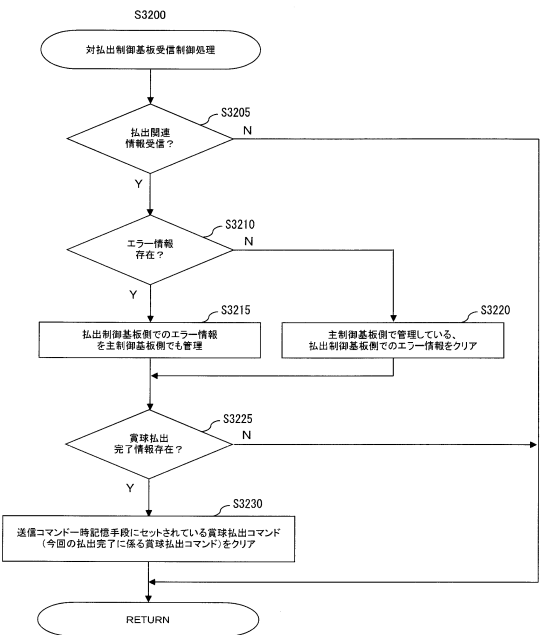 S3200
対払出制御基板受信制御処理
S3205
払出関連
情報受信？
N
Y
S3210
エラー情報
存在？
N
Y
S3215
払出制御基板側でのエラー情報
を主制御基板側でも管理
S3220
主制御基板側で管理している、
払出制御基板側でのエラー情報をクリア
S3225
賞球払出
完了情報存在？
N
Y
S3230
送信コマンド一時記憶手段にセットされている賞球払出コマンド
（今回の払出完了に係る賞球払出コマンド）をクリア
RETURN